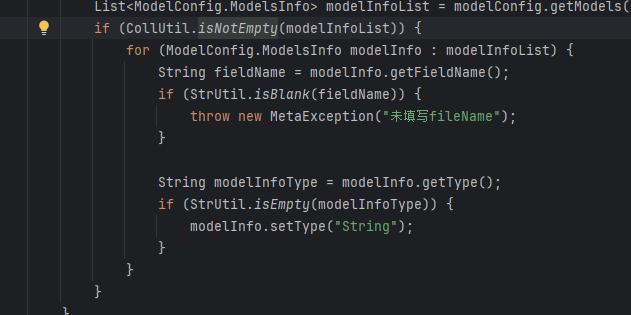 List<ModelConfig.ModelsInfo> modelInfoList = modelConfig.getModels(
if (CollUtil.isNotEmpty(modelInfoList)) {
for (ModelConfig.ModelsInfo modelInfo : modelInfoList) {
String fieldName = modelInfo.getFieldName();
if (StrUtil.isBlank(fieldName)) {
throw new MetaException("未填写fileName");
}
String modelInfoType = modelInfo.getType();
if (StrUtil.isEmpty(modelInfoType)) {
modelInfo.setType("String");
}
}
}
}